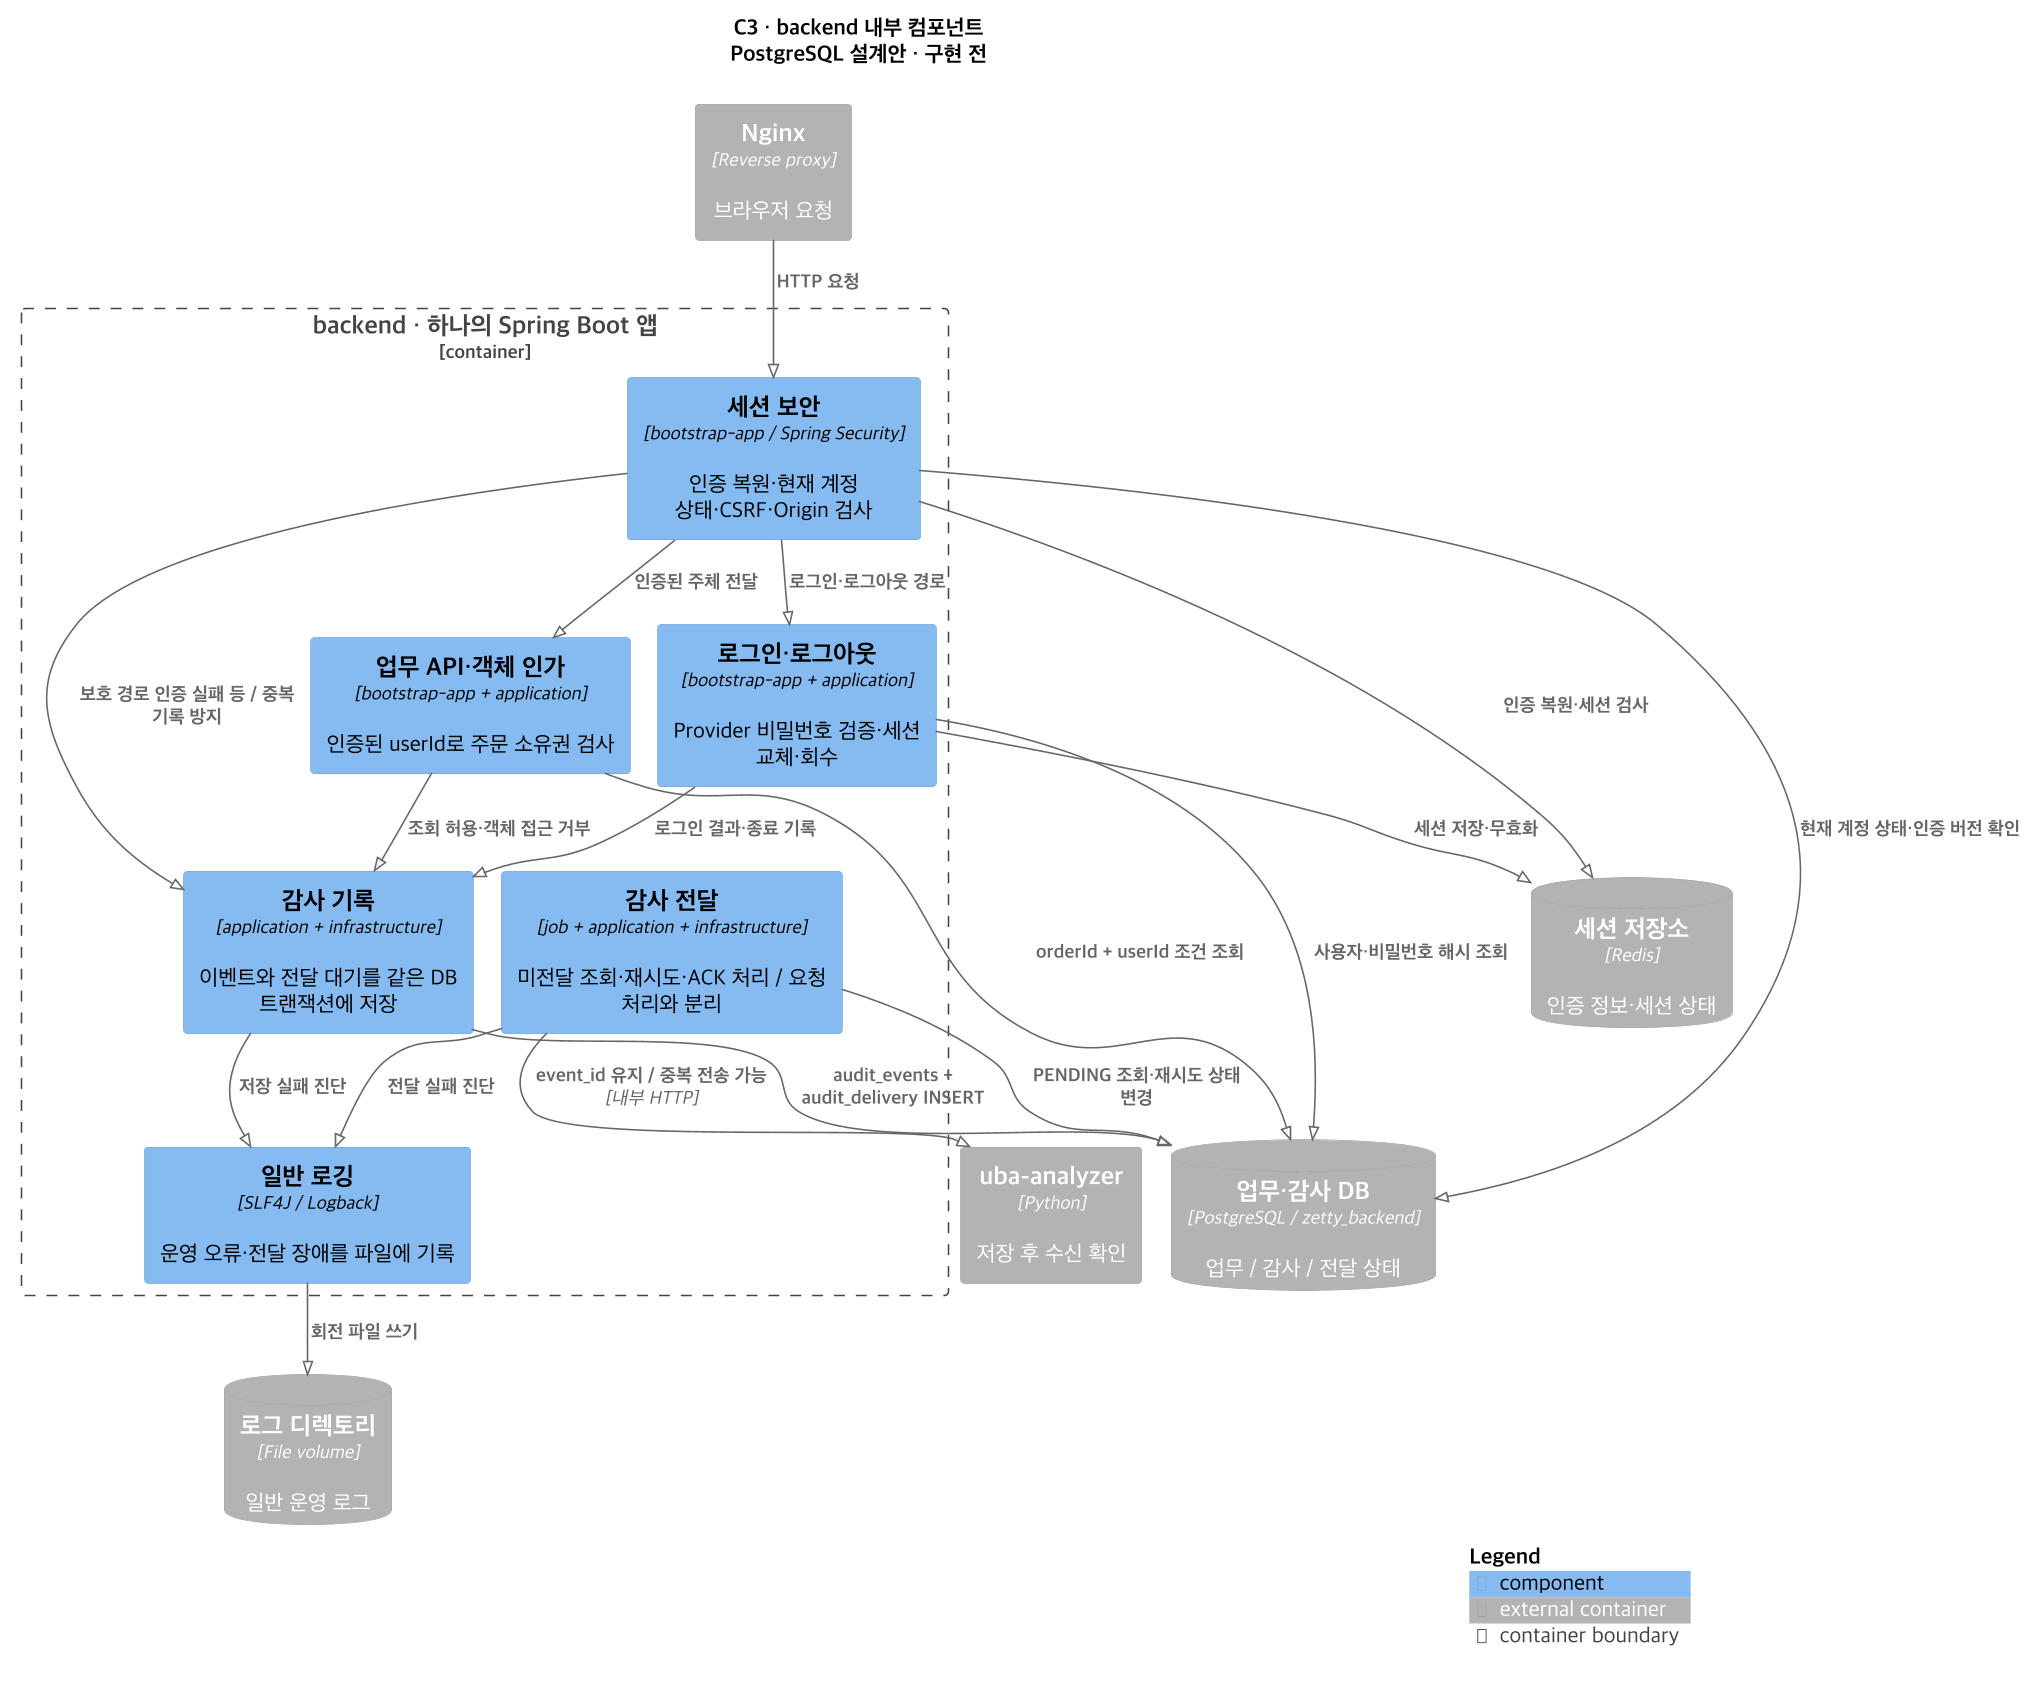 C3 · backend 내부 컴포넌트
PostgreSQL 설계안 · 구현 전
Nginx
[Reverse proxy]
브라우저 요청
HTTP 요청
backend · 하나의 Spring Boot 앱
[container]
세션 보안
[bootstrap-app / Spring Security]
인증 복원·현재 계정
상태·CSRF·Origin 검사
인증된 주체 전달
로그인·로그아웃 경로
업무 API·객체 인가
[bootstrap-app + application]
인증된 userId로 주문 소유권 검사
로그인·로그아웃
[bootstrap-app + application]
Provider 비밀번호 검증·세션
교체·회수
보호 경로 인증 실패 등 / 중복
기록 방지
인증 복원·세션 검사
조회 허용·객체 접근 거부
로그인 결과·종료 기록
세션 저장·무효화
현재 계정 상태·인증 버전 확인
감사 기록
[application + infrastructure]
이벤트와 전달 대기를 같은 DB
트랜잭션에 저장
감사 전달
[job + application + infrastructure]
미전달 조회·재시도·ACK 처리 / 요청
처리와 분리
orderId + userId 조건 조회
사용자·비밀번호 해시 조회
세션 저장소
[Redis]
인증 정보·세션 상태
저장 실패 진단
전달 실패 진단
event_id 유지 / 중복 전송 가능
[내부 HTTP]
audit_events +
audit_delivery INSERT
PENDING 조회·재시도 상태
변경
일반 로깅
[SLF4J / Logback]
운영 오류·전달 장애를 파일에 기록
uba-analyzer
[Python]
저장 후 수신 확인
업무·감사 DB
[PostgreSQL / zetty_backend]
업무 / 감사 / 전달 상태
회전 파일 쓰기
로그 디렉토리
[File volume]
일반 운영 로그
Legend
component
external container
container boundary